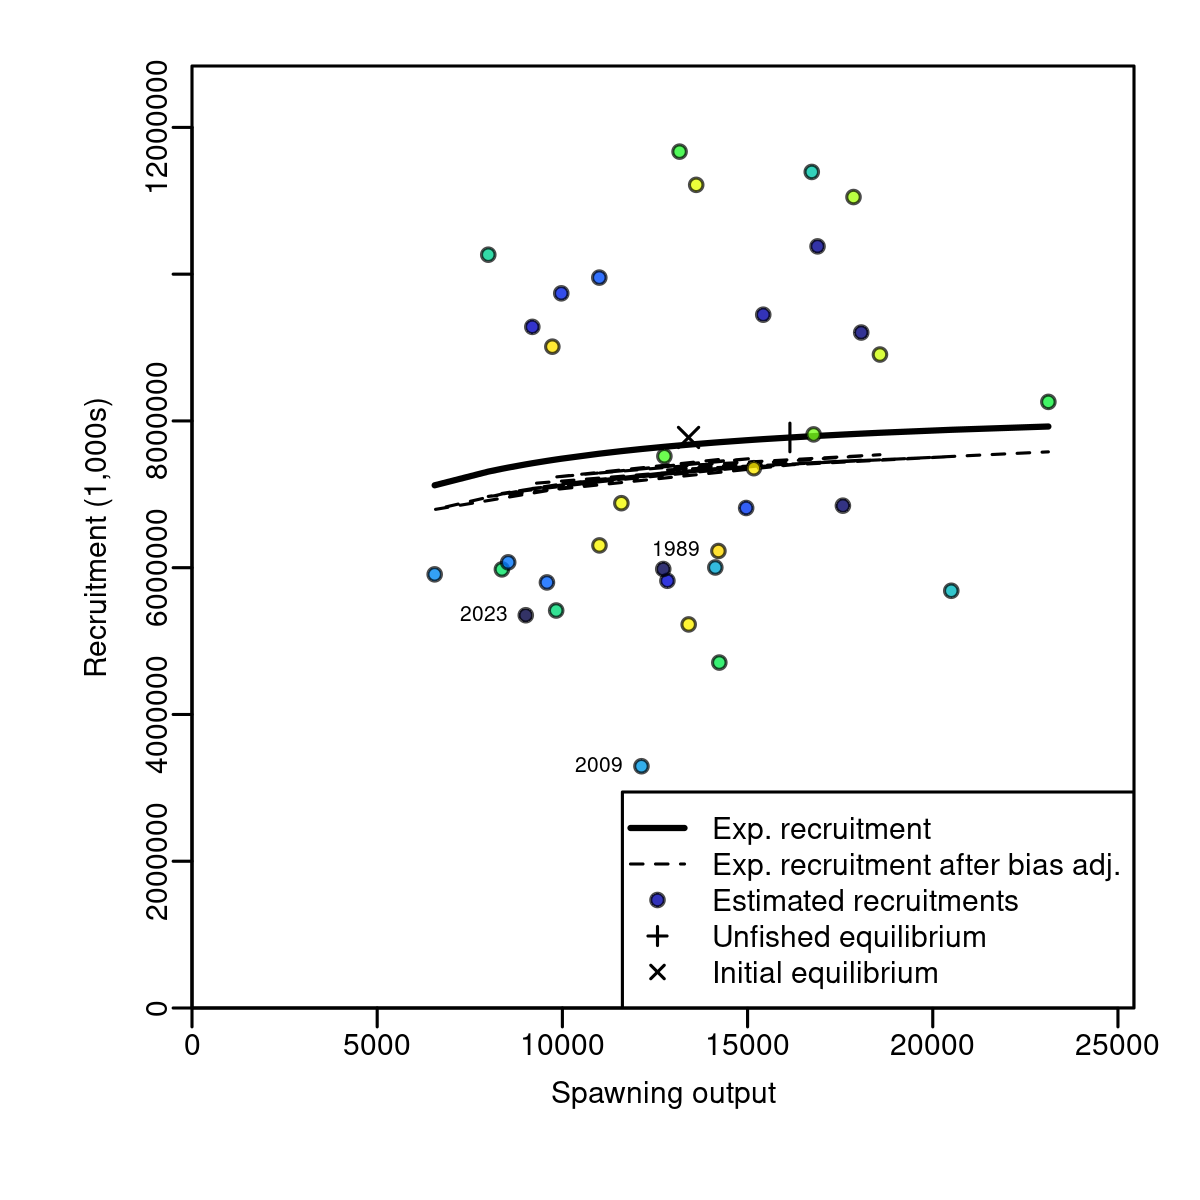 12000000
8000000
6000000
4000000
2000000
0
Recruitment (1,000s)
1989
2023
2009
Exp. recruitment
Exp. recruitment after bias adj.
Estimated recruitments
Unfished equilibrium
Initial equilibrium
0 5000 10000 15000 20000 25000
Spawning output